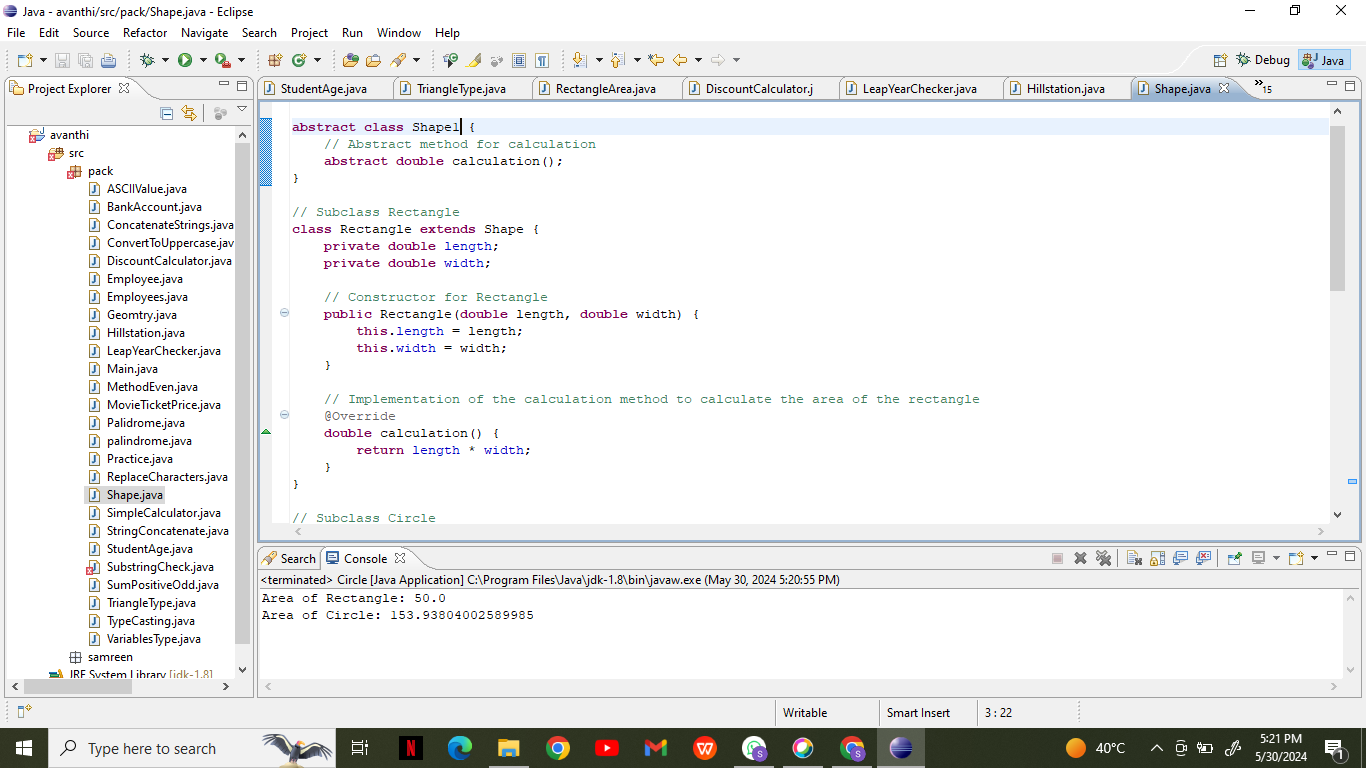 Java - avanthi/src/pack/Shape.java - Eclipse
File Edit Source Refactor Navigate Search Project Run Window Help
Debug Java
Project Explorer
StudentAge.java TriangleType.java RectangleArea.java DiscountCalculator.j LeapYearChecker.java Hillstation.java Shape.java »15
avanthi
src
pack
ASCIIValue.java
BankAccount.java
ConcatenateStrings.java
ConvertToUppercase.jav
DiscountCalculator.java
Employee.java
Employees.java
Geomtry.java
Hillstation.java
LeapYearChecker.java
Main.java
MethodEven.java
MovieTicketPrice.java
Palidrome.java
palindrome.java
Practice.java
ReplaceCharacters.java
Shape.java
SimpleCalculator.java
StringConcatenate.java
StudentAge.java
SubstringCheck.java
SumPositiveOdd.java
TriangleType.java
TypeCasting.java
VariablesType.java
samreen
JRE System Library [jdk-1.8]
abstract class Shape1 {
// Abstract method for calculation
abstract double calculation();
}
// Subclass Rectangle
class Rectangle extends Shape {
private double length;
private double width;
// Constructor for Rectangle
public Rectangle(double length, double width) {
this.length = length;
this.width = width;
}
// Implementation of the calculation method to calculate the area of the rectangle
@Override
double calculation() {
return length * width;
}
}
// Subclass Circle
Search Console
<terminated> Circle [Java Application] C:\Program Files\Java\jdk-1.8\bin\javaw.exe (May 30, 2024 5:20:55 PM)
Area of Rectangle: 50.0
Area of Circle: 153.93804002589985
Writable Smart Insert 3 : 22
Type here to search
40°C
5:21 PM
5/30/2024
1